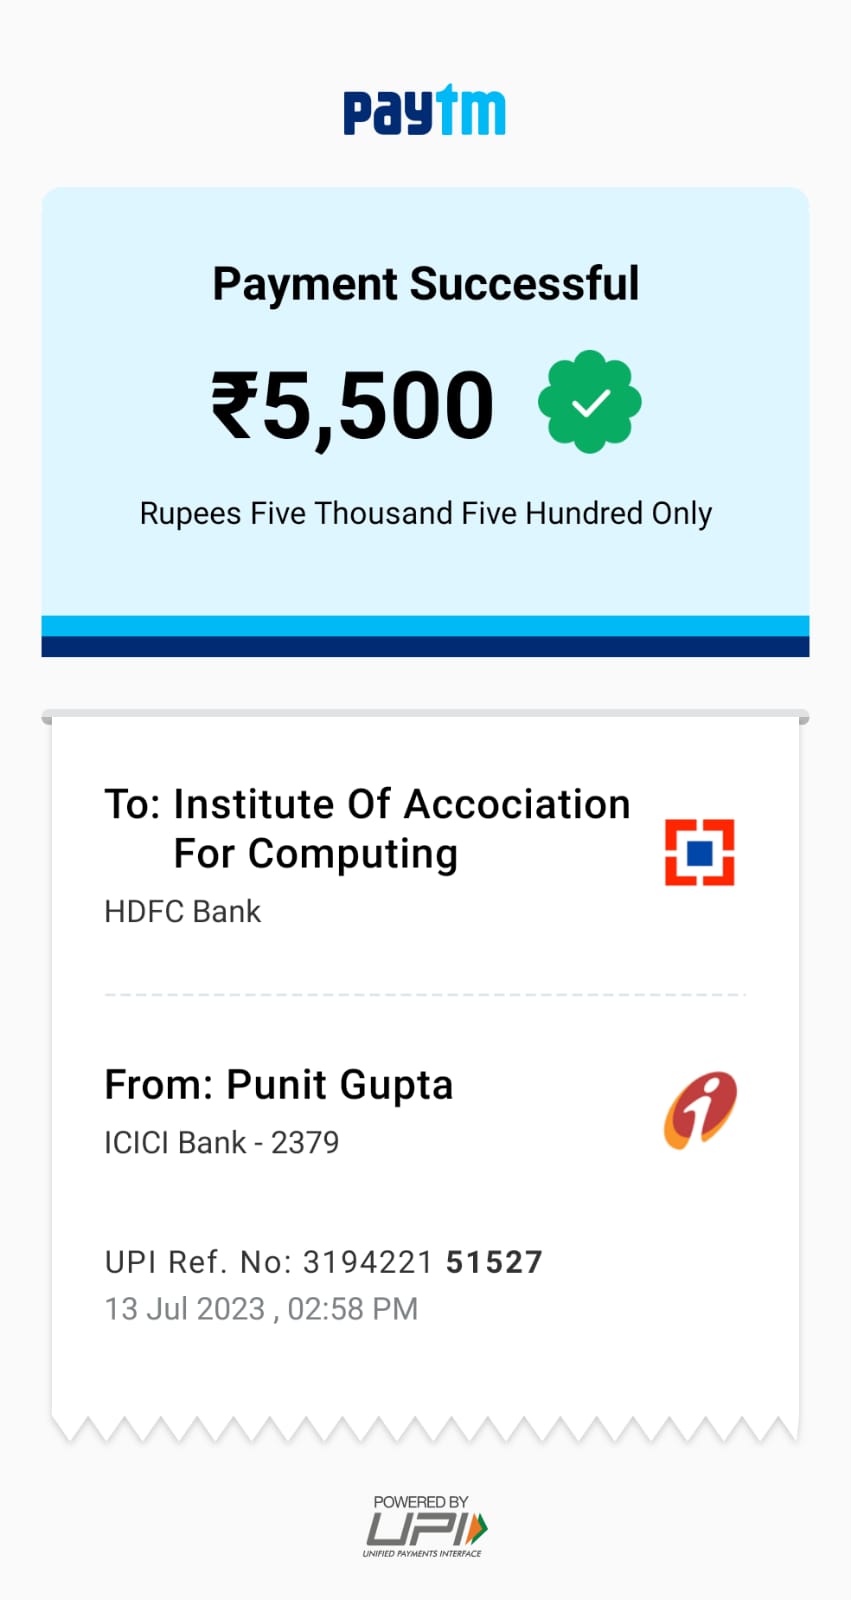 paytm
Payment Successful
₹5,500
Rupees Five Thousand Five Hundred Only
To: Institute Of Accociation
For Computing
HDFC Bank
From: Punit Gupta
ICICI Bank - 2379
UPI Ref. No: 3194221 51527
13 Jul 2023 , 02:58 PM
POWERED BY
UPI
UNIFIED PAYMENTS INTERFACE